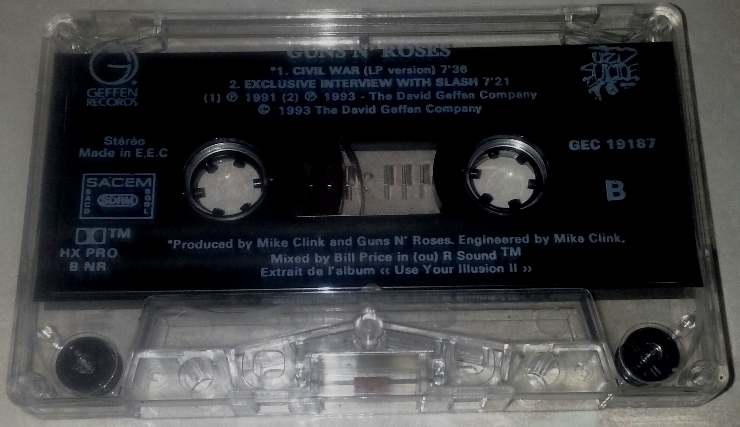 GUNS N' ROSES
*1. CIVIL WAR (LP version) 7'36
2. EXCLUSIVE INTERVIEW WITH SLASH 7'21
(1) ℗ 1991 (2) ℗ 1993 - The David Geffen Company
© 1993 The David Geffen Company
G
GEFFEN
RECORDS
Stéréo
Made in E.E.C
GEC 19187
SACEM
SACD
SDRM
SGDL
B
TM
HX PRO
B NR
*Produced by Mike Clink and Guns N' Roses. Engineered by Mike Clink,
Mixed by Bill Price in (ou) R Sound TM
Extrait de l'album « Use Your Illusion II »